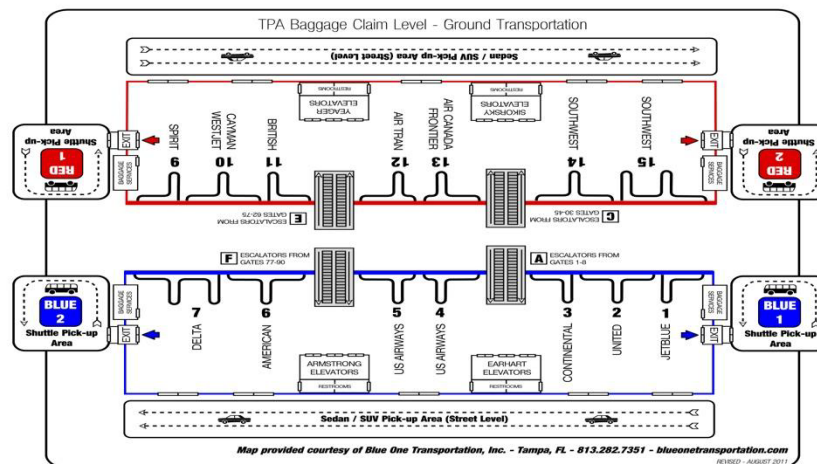 TPA Baggage Claim Level - Ground Transportation
Sedan / SUV Pick-up Area (Street Level)
RESTROOMS
YEAGER
ELEVATORS
RESTROOMS
SIKORSKY
ELEVATORS
SPIRIT
CAYMAN
WESTJET
BRITISH
AIR TRAN
AIR CANADA
FRONTIER
SOUTHWEST
SOUTHWEST
9
10
11
12
13
14
15
Shuttle Pick-up
Area
RED
1
EXIT
BAGGAGE
SERVICES
EXIT
BAGGAGE
SERVICES
Shuttle Pick-up
Area
RED
2
E
ESCALATORS FROM
GATES 62-75
C
ESCALATORS FROM
GATES 30-45
F
ESCALATORS FROM
GATES 77-90
A
ESCALATORS FROM
GATES 1-8
BLUE
2
Shuttle Pick-up
Area
BAGGAGE
SERVICES
EXIT
7
6
5
4
3
2
1
DELTA
AMERICAN
US AIRWAYS
US AIRWAYS
CONTINENTAL
UNITED
JETBLUE
BAGGAGE
SERVICES
EXIT
BLUE
1
Shuttle Pick-up
Area
ARMSTRONG
ELEVATORS
RESTROOMS
EARHART
ELEVATORS
RESTROOMS
Sedan / SUV Pick-up Area (Street Level)
Map provided courtesy of Blue One Transportation, Inc. - Tampa, FL - 813.282.7351 - blueonetransportation.com
REVISED - AUGUST 2011